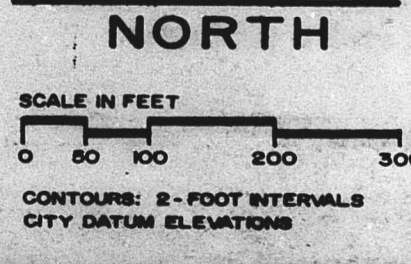 NORTH
SCALE IN FEET
0 50 100 200 300
CONTOURS: 2-FOOT INTERVALS
CITY DATUM ELEVATIONS